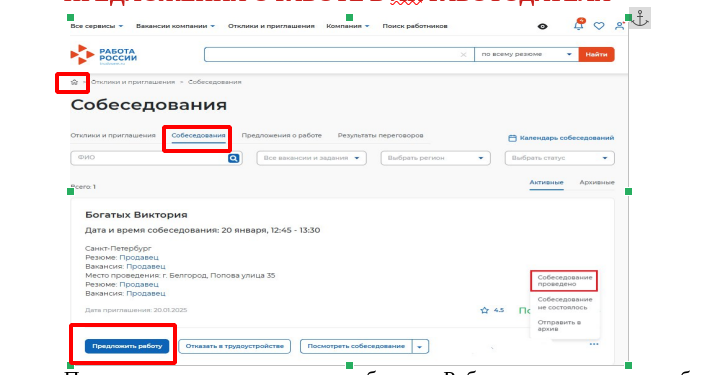 Все сервисы Вакансии компании Отклики и приглашения Компания Поиск работников
РАБОТА
РОССИИ
по всему резюме Найти
Отклики и приглашения Собеседования
Собеседования
Отклики и приглашения Собеседования Предложения о работе Результаты переговоров Календарь собеседований
ФИО Все вакансии и задания Выбрать регион Выбрать статус
Всего: 1 Активные Архивные
Богатых Виктория
Дата и время собеседования: 20 января, 12:45 - 13:30
Санкт-Петербург
Резюме: Продавец
Вакансия: Продавец
Место проведения: г. Белгород, Попова улица 35
Резюме: Продавец
Вакансия: Продавец
Дата приглашения: 20.01.2025 4.5
Собеседование
проведено
Собеседование
не состоялось
Отправить в
архив
Предложить работу Отказать в трудоустройстве Посмотреть собеседование